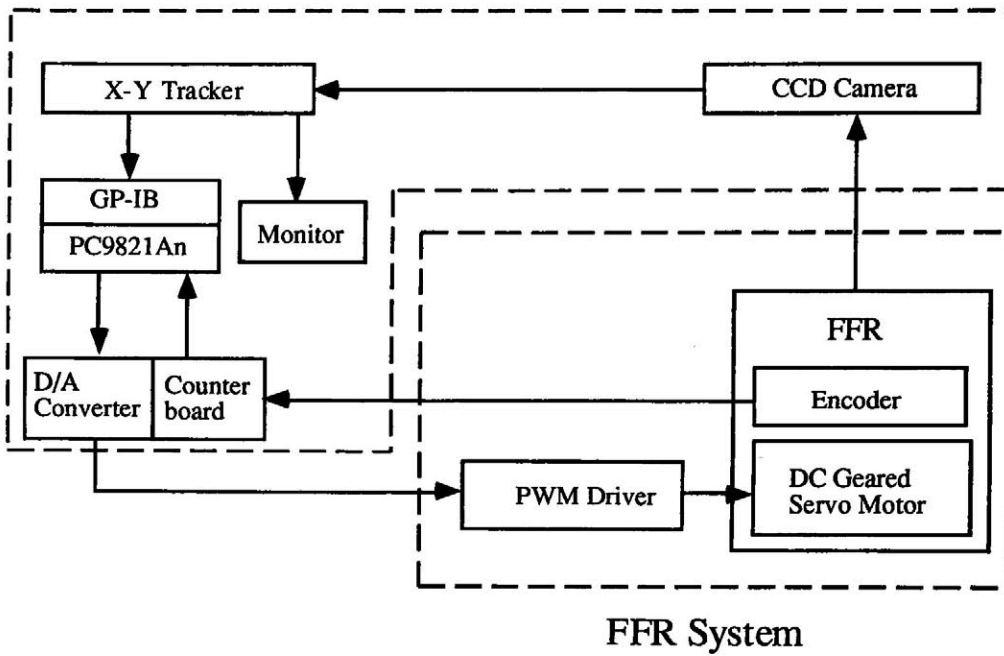 X-Y Tracker
CCD Camera
GP-IB
PC9821An
Monitor
FFR
D/A
Converter
Counter
board
Encoder
PWM Driver
DC Geared
Servo Motor
FFR System